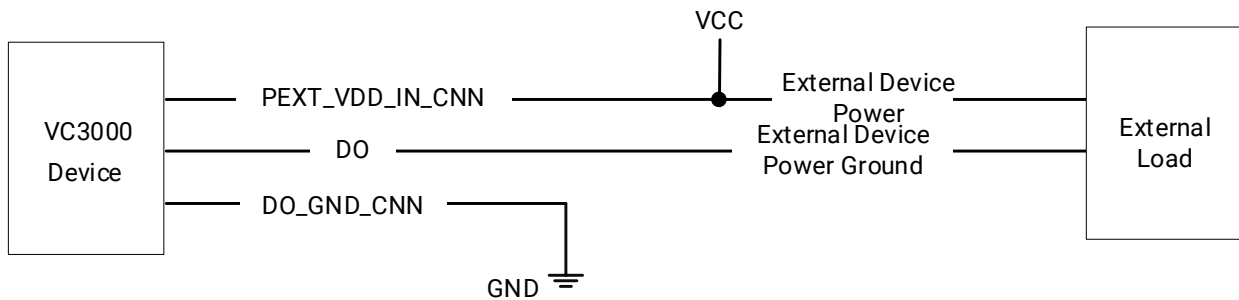 VCC
VC3000
Device
PEXT_VDD_IN_CNN
External Device
Power
DO
External Device
Power Ground
DO_GND_CNN
GND
External
Load